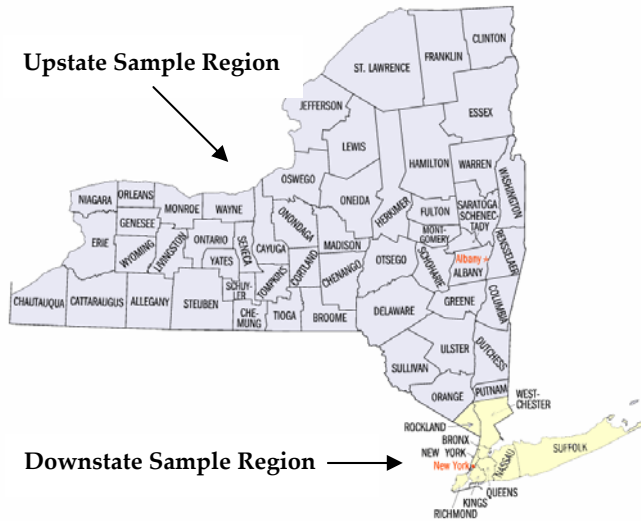 Upstate Sample Region
CLINTON
FRANKLIN
ST. LAWRENCE
JEFFERSON
ESSEX
LEWIS
HAMILTON
WARREN
WASHINGTON
OSWEGO
ONEIDA
HERKIMER
NIAGARA
ORLEANS
MONROE
WAYNE
GENESEE
ONONDAGA
FULTON
SARATOGA
SCHENEC-
TADY
MONT-
GOMERY
ERIE
WYOMING
LIVINGSTON
ONTARIO
YATES
SENECA
CAYUGA
MADISON
OTSEGO
SCHOHARIE
Albany
ALBANY
RENSSELAER
CHAUTAUQUA
CATTARAUGUS
ALLEGANY
STEUBEN
SCHUY-
LER
CHE-
MUNG
TOMPKINS
TIOGA
CORTLAND
CHENANGO
BROOME
DELAWARE
GREENE
COLUMBIA
ULSTER
DUTCHESS
SULLIVAN
ORANGE
PUTNAM
WEST-
CHESTER
ROCKLAND
BRONX
NEW YORK
New York
Downstate Sample Region
SUFFOLK
NASSAU
QUEENS
KINGS
RICHMOND